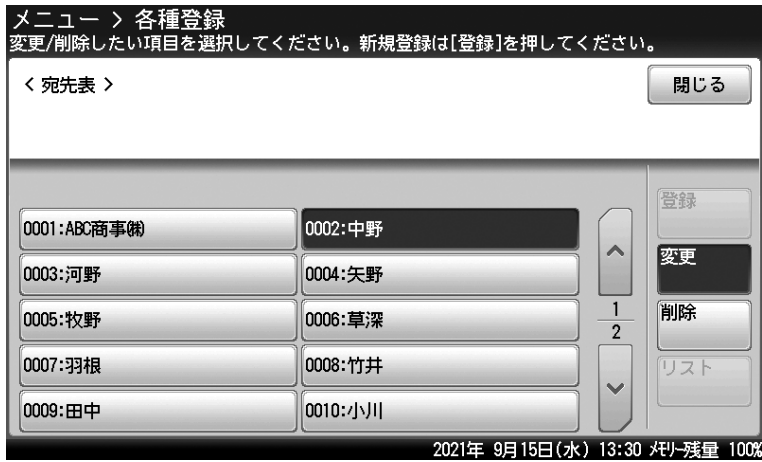 メニュー > 各種登録
変更/削除したい項目を選択してください。新規登録は[登録]を押してください。
< 宛先表 >
閉じる
登録
0001:ABC商事㈱
0002:中野
変更
0003:河野
0004:矢野
0005:牧野
0006:草深
1
2
削除
0007:羽根
0008:竹井
リスト
0009:田中
0010:小川
2021年 9月15日(水) 13:30 ﾒﾓﾘｰ残量 100%